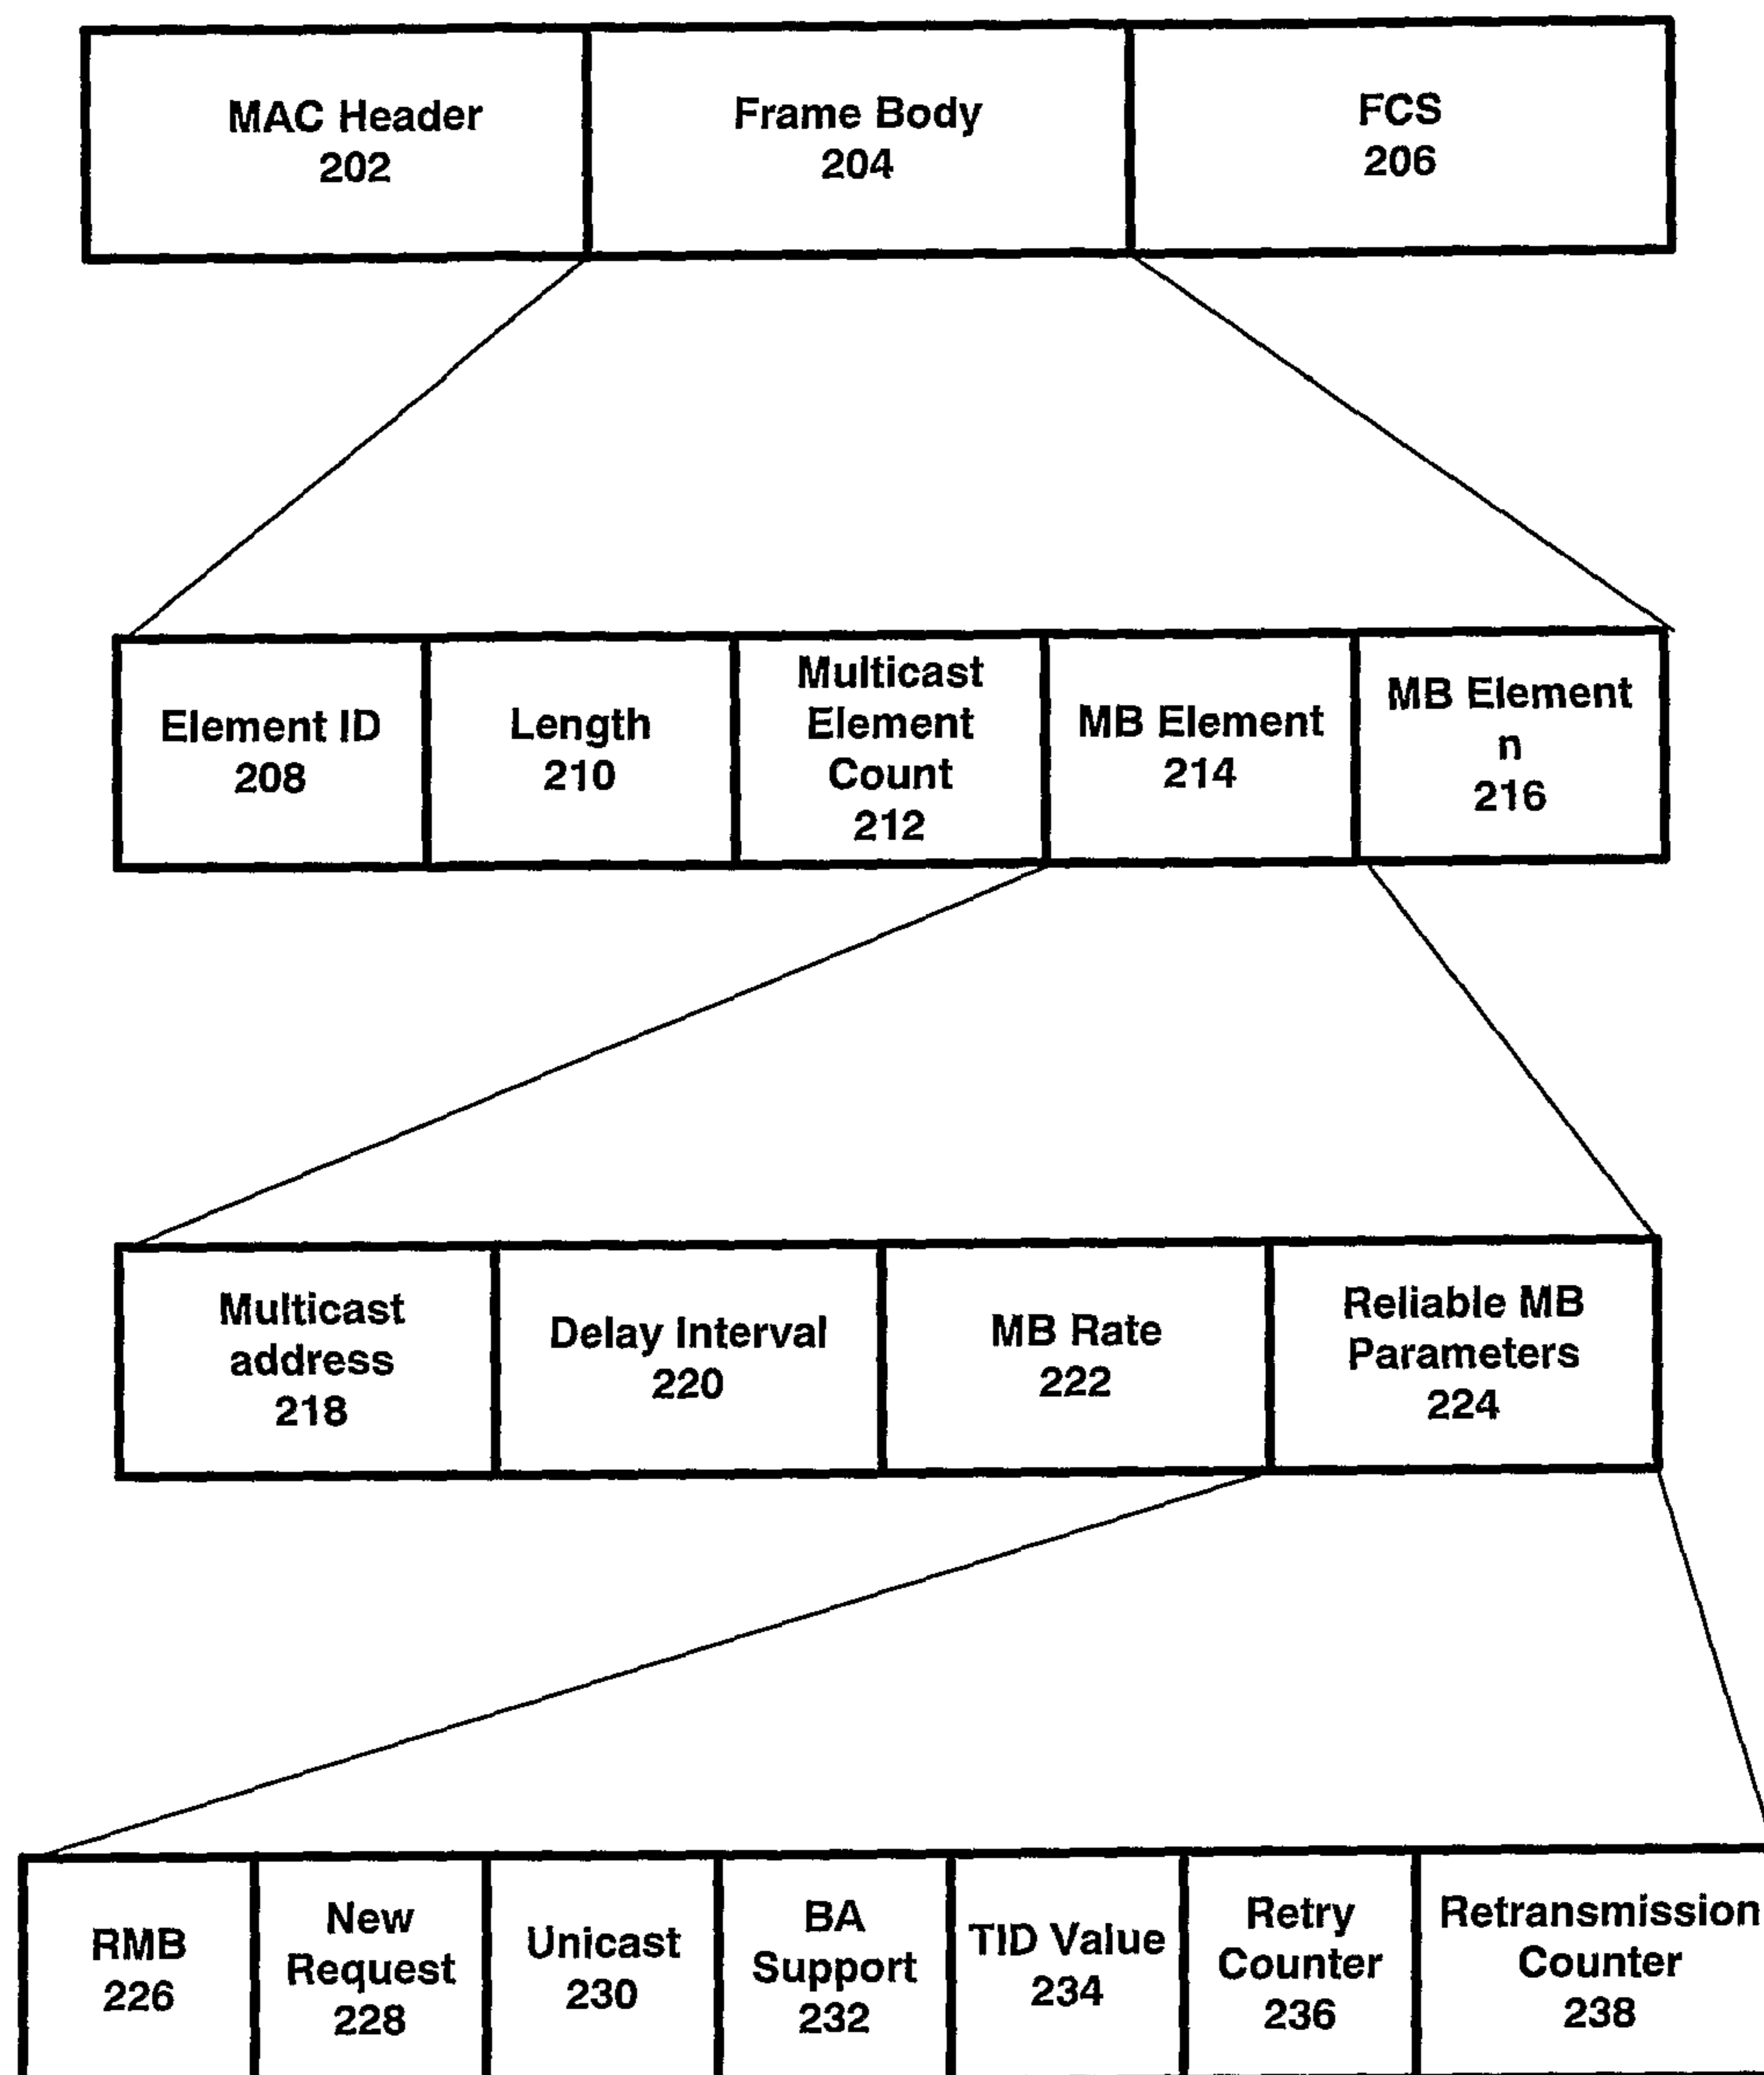 MAC Header
202
Frame Body
204
FCS
206
Element ID
208
Length
210
Multicast
Element
Count
212
MB Element
214
MB Element
n
216
Multicast
address
218
Delay Interval
220
MB Rate
222
Reliable MB
Parameters
224
RMB
226
New
Request
228
Unicast
230
BA
Support
232
TID Value
234
Retry
Counter
236
Retransmission
Counter
238